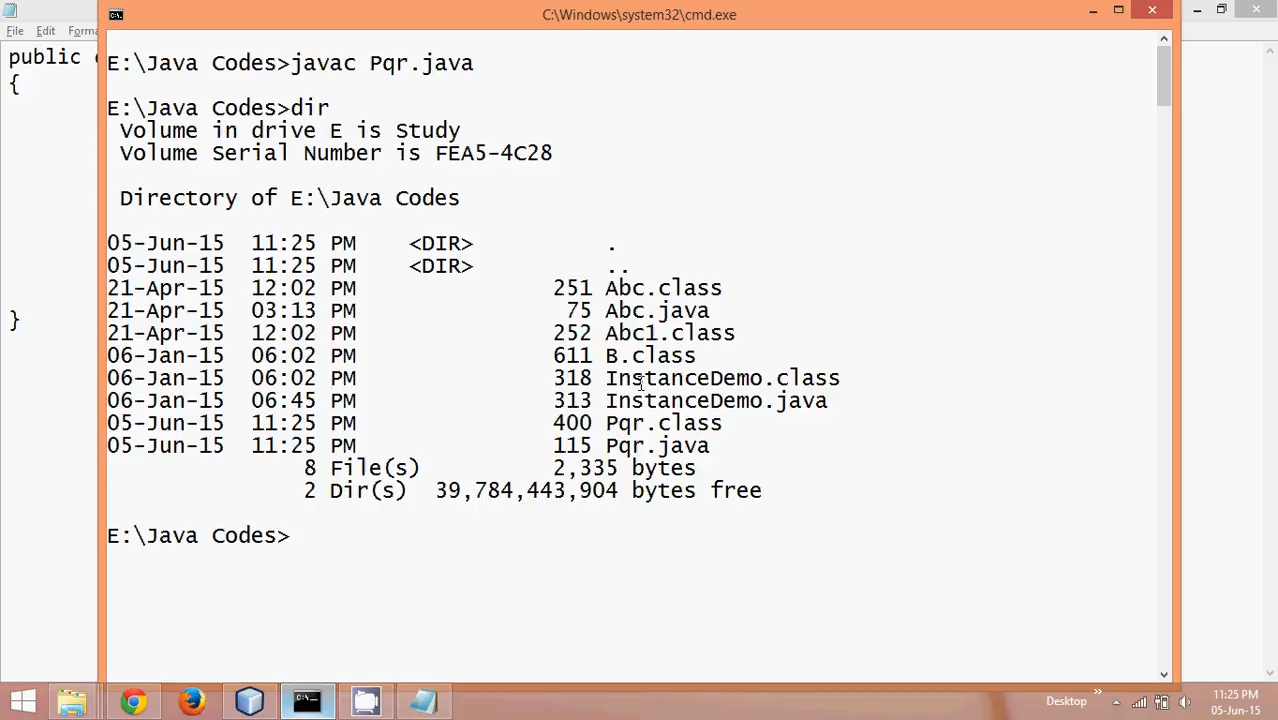 C:\Windows\system32\cmd.exe
File Edit Forma
public
{
}
E:\Java Codes>javac Pqr.java
E:\Java Codes>dir
Volume in drive E is Study
Volume Serial Number is FEA5-4C28
Directory of E:\Java Codes
05-Jun-15 11:25 PM <DIR> .
05-Jun-15 11:25 PM <DIR> ..
21-Apr-15 12:02 PM 251 Abc.class
21-Apr-15 03:13 PM 75 Abc.java
21-Apr-15 12:02 PM 252 Abc1.class
06-Jan-15 06:02 PM 611 B.class
06-Jan-15 06:02 PM 318 InstanceDemo.class
06-Jan-15 06:45 PM 313 InstanceDemo.java
05-Jun-15 11:25 PM 400 Pqr.class
05-Jun-15 11:25 PM 115 Pqr.java
8 File(s) 2,335 bytes
2 Dir(s) 39,784,443,904 bytes free
E:\Java Codes>
Desktop
11:25 PM
05-Jun-15